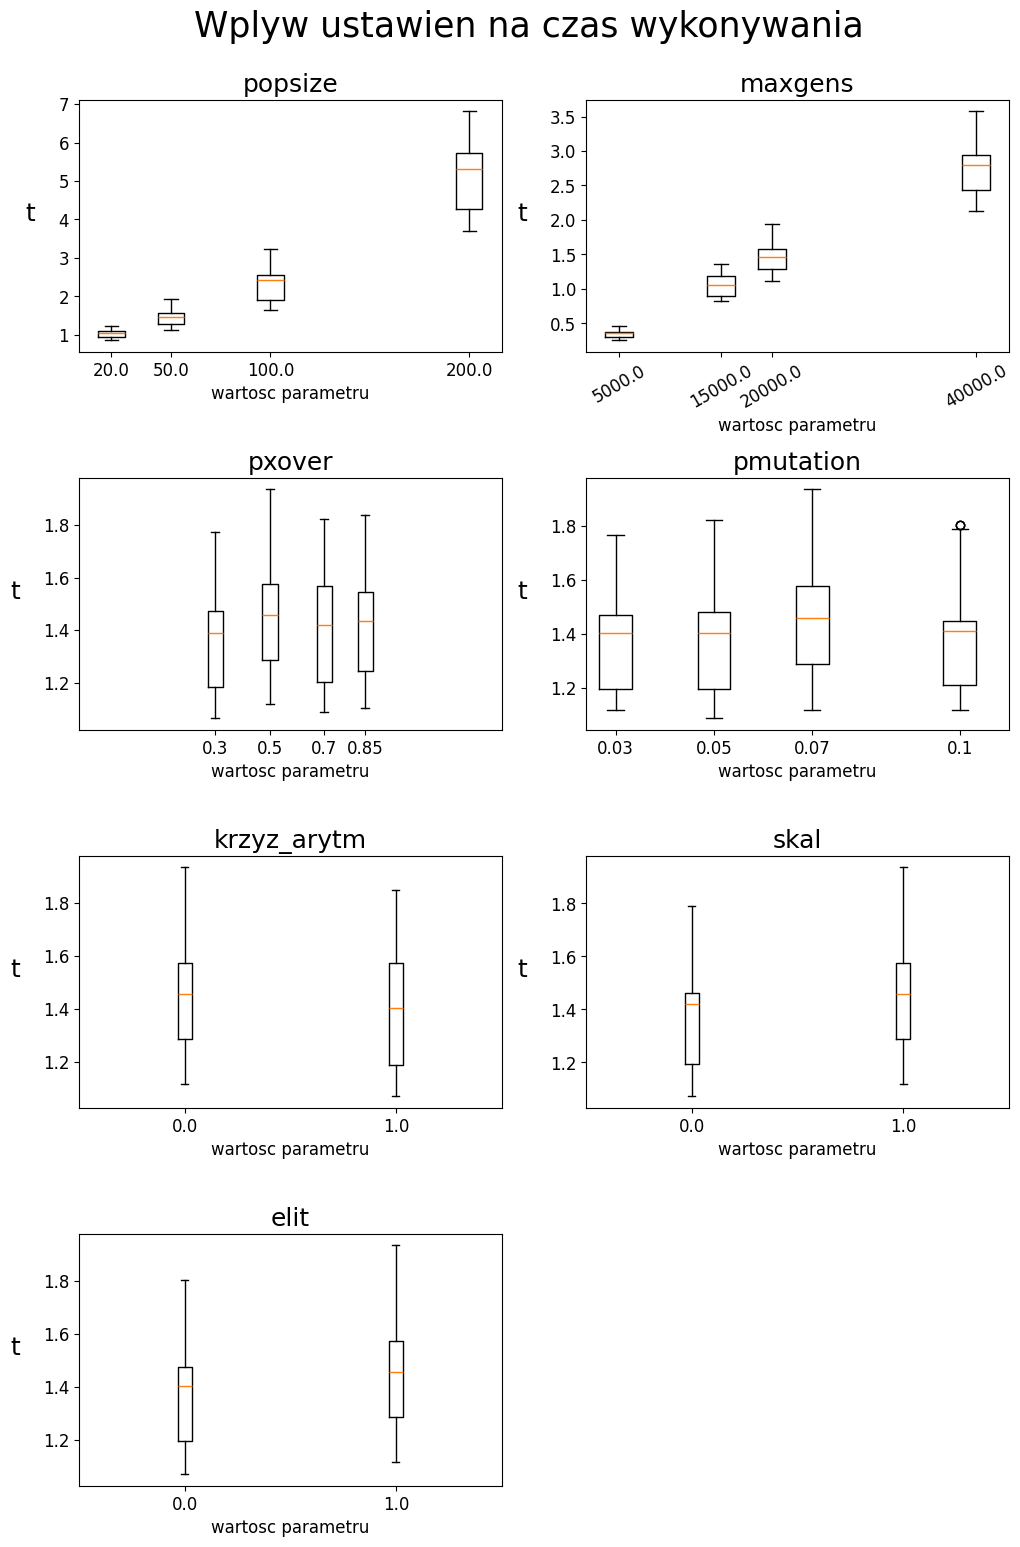 Wplyw ustawien na czas wykonywania
popsize
7
6
5
4
3
2
1
t
20.0 50.0 100.0 200.0
wartosc parametru
maxgens
3.5
3.0
2.5
2.0
1.5
1.0
0.5
t
5000.0 15000.0 20000.0 40000.0
wartosc parametru
pxover
1.8
1.6
1.4
1.2
t
0.3 0.5 0.7 0.85
wartosc parametru
pmutation
1.8
1.6
1.4
1.2
t
0.03 0.05 0.07 0.1
wartosc parametru
krzyz_arytm
1.8
1.6
1.4
1.2
t
0.0 1.0
wartosc parametru
skal
1.8
1.6
1.4
1.2
t
0.0 1.0
wartosc parametru
elit
1.8
1.6
1.4
1.2
t
0.0 1.0
wartosc parametru